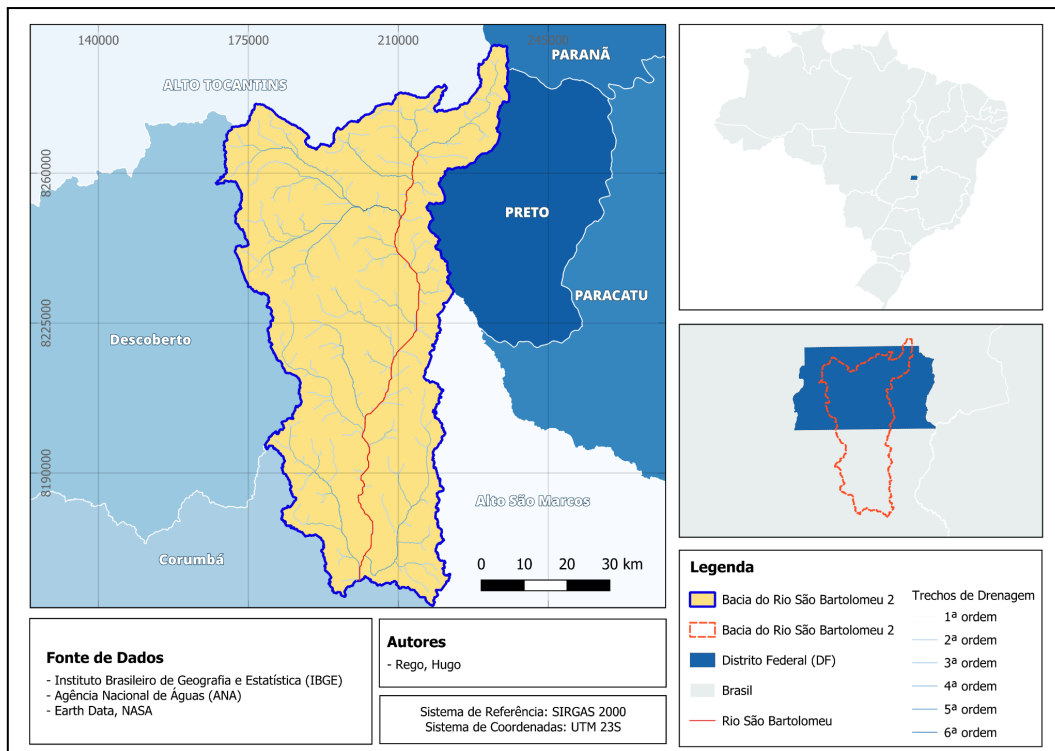 140000
175000
210000
245000
8260000
8225000
8190000
PARANÃ
ALTO TOCANTINS
PRETO
PARACATU
Descoberto
Alto São Marcos
Corumbá
0 10 20 30 km
Fonte de Dados
- Instituto Brasileiro de Geografia e Estatística (IBGE)
- Agência Nacional de Águas (ANA)
- Earth Data, NASA
Autores
- Rego, Hugo
Sistema de Referência: SIRGAS 2000
Sistema de Coordenadas: UTM 23S
Legenda
Bacia do Rio São Bartolomeu 2
Bacia do Rio São Bartolomeu 2
Distrito Federal (DF)
Brasil
Rio São Bartolomeu
Trechos de Drenagem
1ª ordem
2ª ordem
3ª ordem
4ª ordem
5ª ordem
6ª ordem